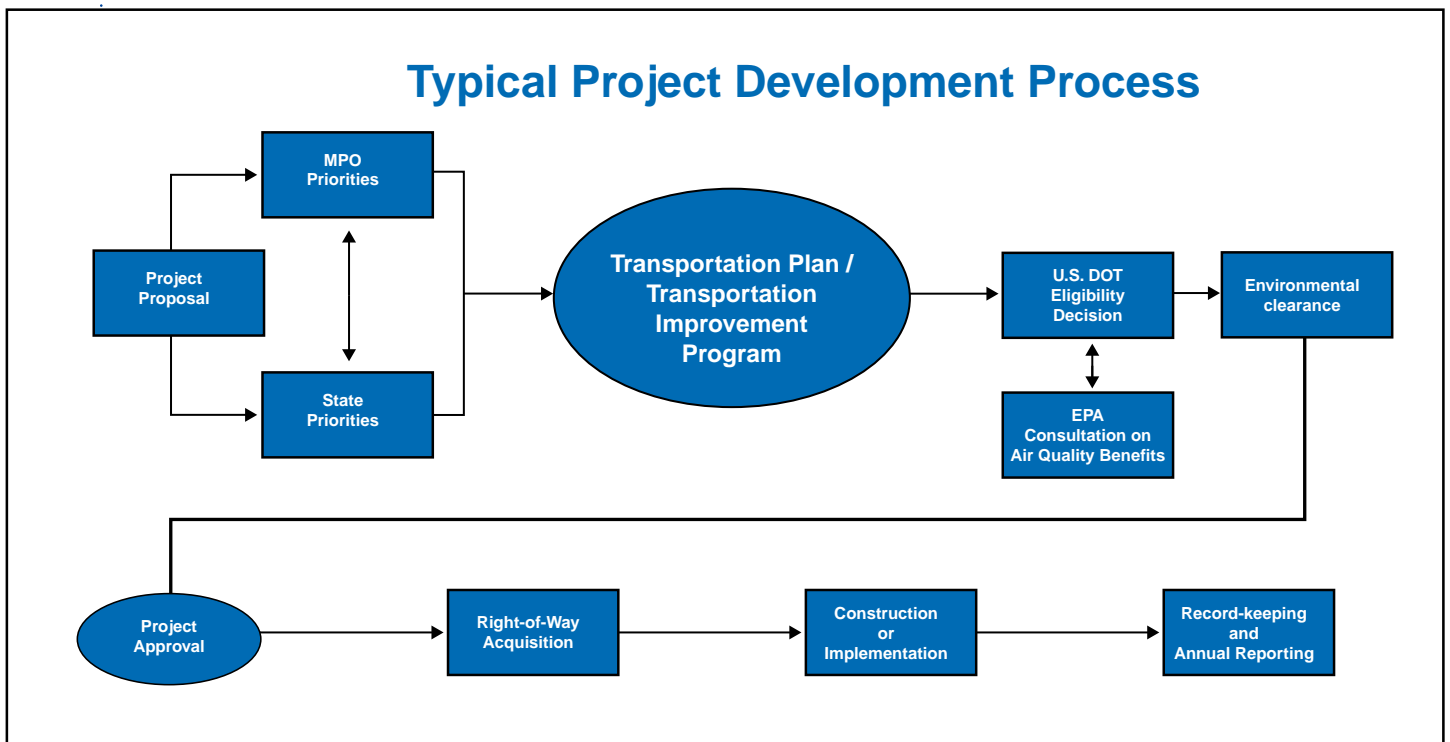 Typical Project Development Process
MPO
Priorities
Project
Proposal
State
Priorities
Transportation Plan /
Transportation
Improvement
Program
U.S. DOT
Eligibility
Decision
Environmental
clearance
EPA
Consultation on
Air Quality Benefits
Project
Approval
Right-of-Way
Acquisition
Construction
or
Implementation
Record-keeping
and
Annual Reporting